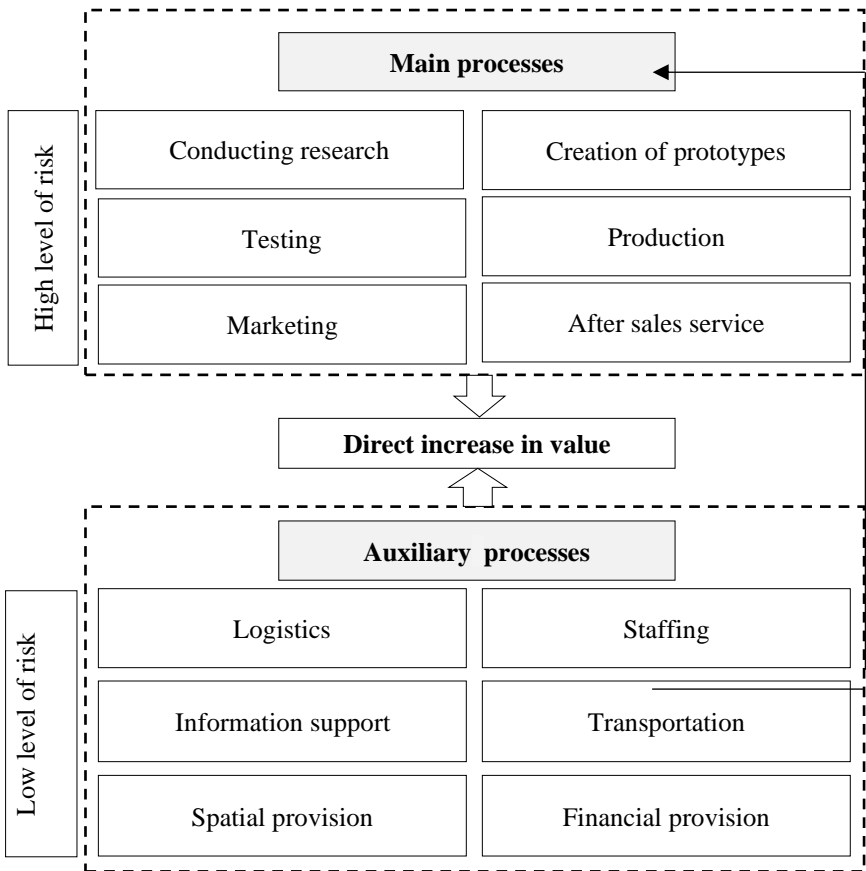 Main processes
High level of risk
Conducting research
Creation of prototypes
Testing
Production
Marketing
After sales service
Direct increase in value
Auxiliary  processes
Low level of risk
Logistics
Staffing
Information support
Transportation
Spatial provision
Financial provision